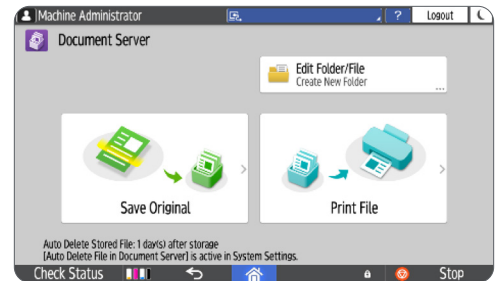 Machine Administrator
? Logout
Document Server
Edit Folder/File
Create New Folder
...
Save Original
Print File
Auto Delete Stored File: 1 day(s) after storage
[Auto Delete File in Document Server] is active in System Settings.
Check Status
Stop